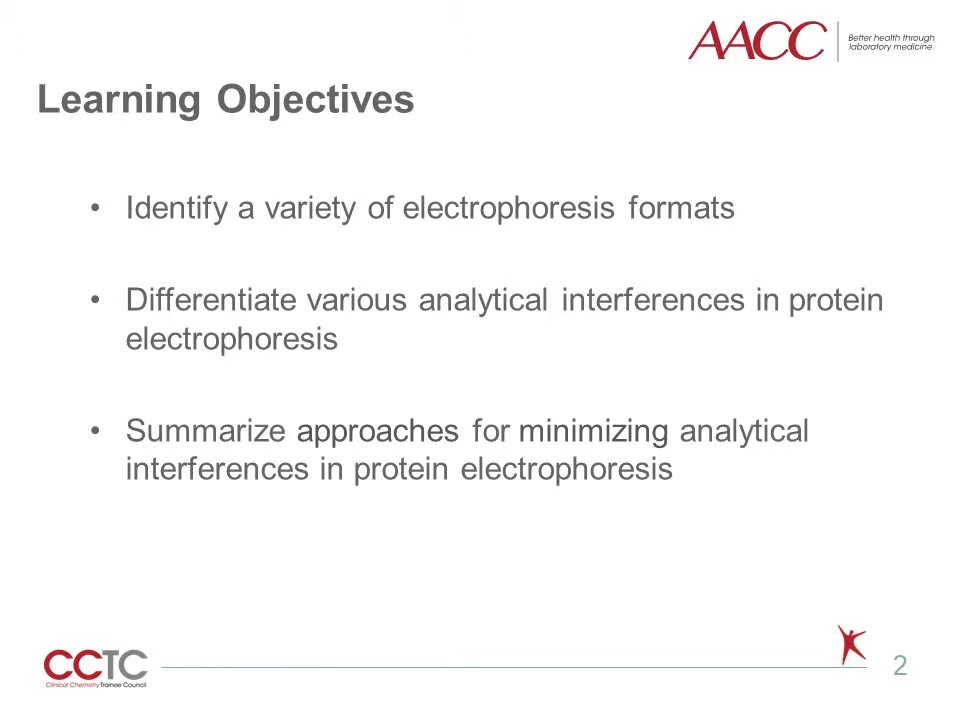 AACC
Better health through
laboratory medicine.
Learning Objectives
• Identify a variety of electrophoresis formats
• Differentiate various analytical interferences in protein
electrophoresis
• Summarize approaches for minimizing analytical
interferences in protein electrophoresis
CCTC
Clinical Chemistry Trainee Council
2